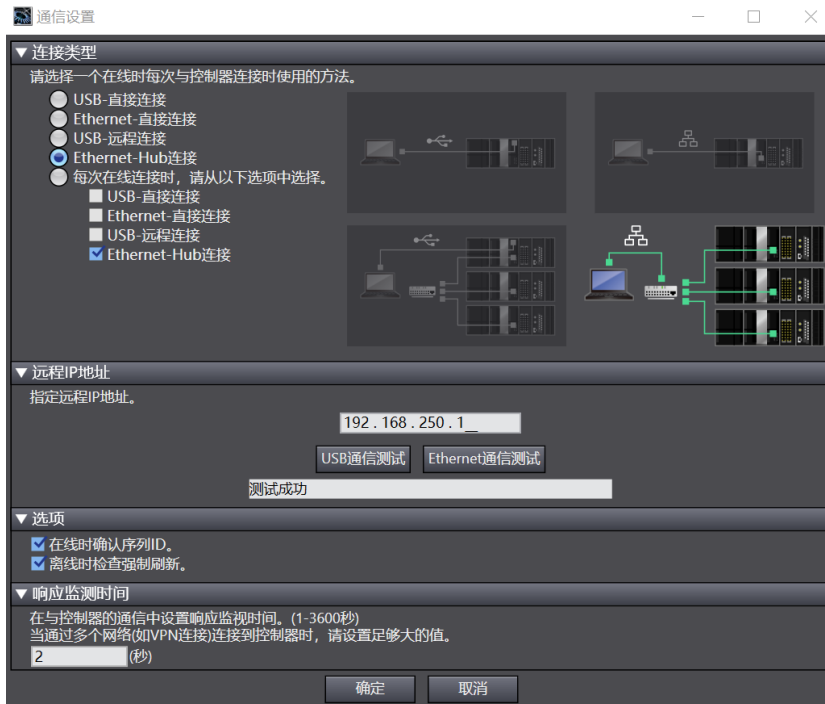 通信设置
▼ 连接类型
请选择一个在线时每次与控制器连接时使用的方法。
USB-直接连接
Ethernet-直接连接
USB-远程连接
Ethernet-Hub连接
每次在线连接时，请从以下选项中选择。
USB-直接连接
Ethernet-直接连接
USB-远程连接
Ethernet-Hub连接
▼ 远程IP地址
指定远程IP地址。
192 . 168 . 250 . 1__
USB通信测试 Ethernet通信测试
测试成功
▼ 选项
在线时确认序列ID。
离线时检查强制刷新。
▼ 响应监测时间
在与控制器的通信中设置响应监视时间。(1-3600秒)
当通过多个网络(如VPN连接)连接到控制器时，请设置足够大的值。
2 (秒)
确定 取消